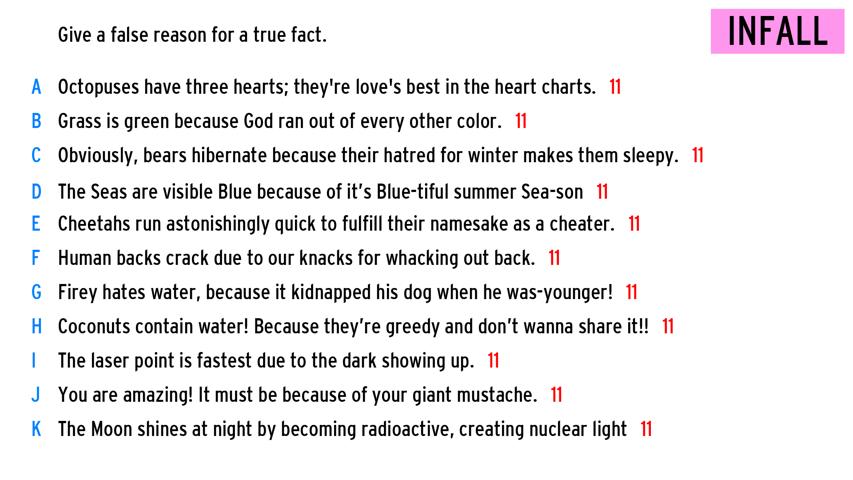 Give a false reason for a true fact.
INFALL
A Octopuses have three hearts; they're love's best in the heart charts. 11
B Grass is green because God ran out of every other color. 11
C Obviously, bears hibernate because their hatred for winter makes them sleepy. 11
D The Seas are visible Blue because of it’s Blue-tiful summer Sea-son 11
E Cheetahs run astonishingly quick to fulfill their namesake as a cheater. 11
F Human backs crack due to our knacks for whacking out back. 11
G Firey hates water, because it kidnapped his dog when he was-younger! 11
H Coconuts contain water! Because they’re greedy and don’t wanna share it!! 11
I The laser point is fastest due to the dark showing up. 11
J You are amazing! It must be because of your giant mustache. 11
K The Moon shines at night by becoming radioactive, creating nuclear light 11